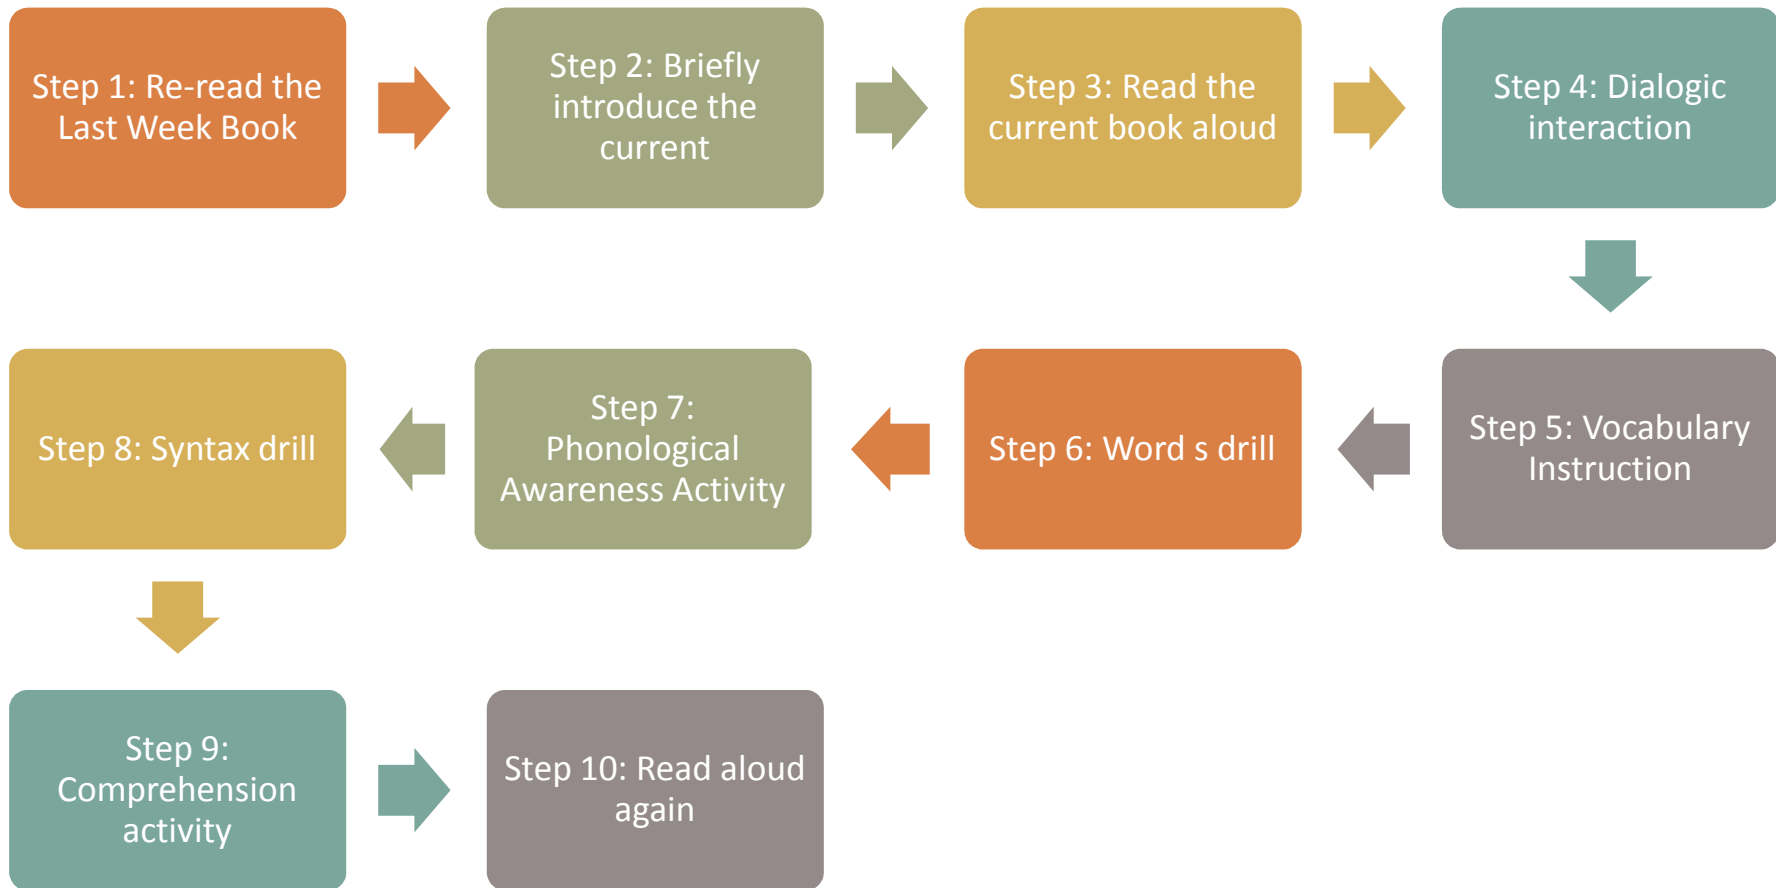 Step 1: Re-read the
Last Week Book
Step 2: Briefly
introduce the
current
Step 3: Read the
current book aloud
Step 4: Dialogic
interaction
Step 5: Vocabulary
Instruction
Step 6: Word s drill
Step 7:
Phonological
Awareness Activity
Step 8: Syntax drill
Step 9:
Comprehension
activity
Step 10: Read aloud
again